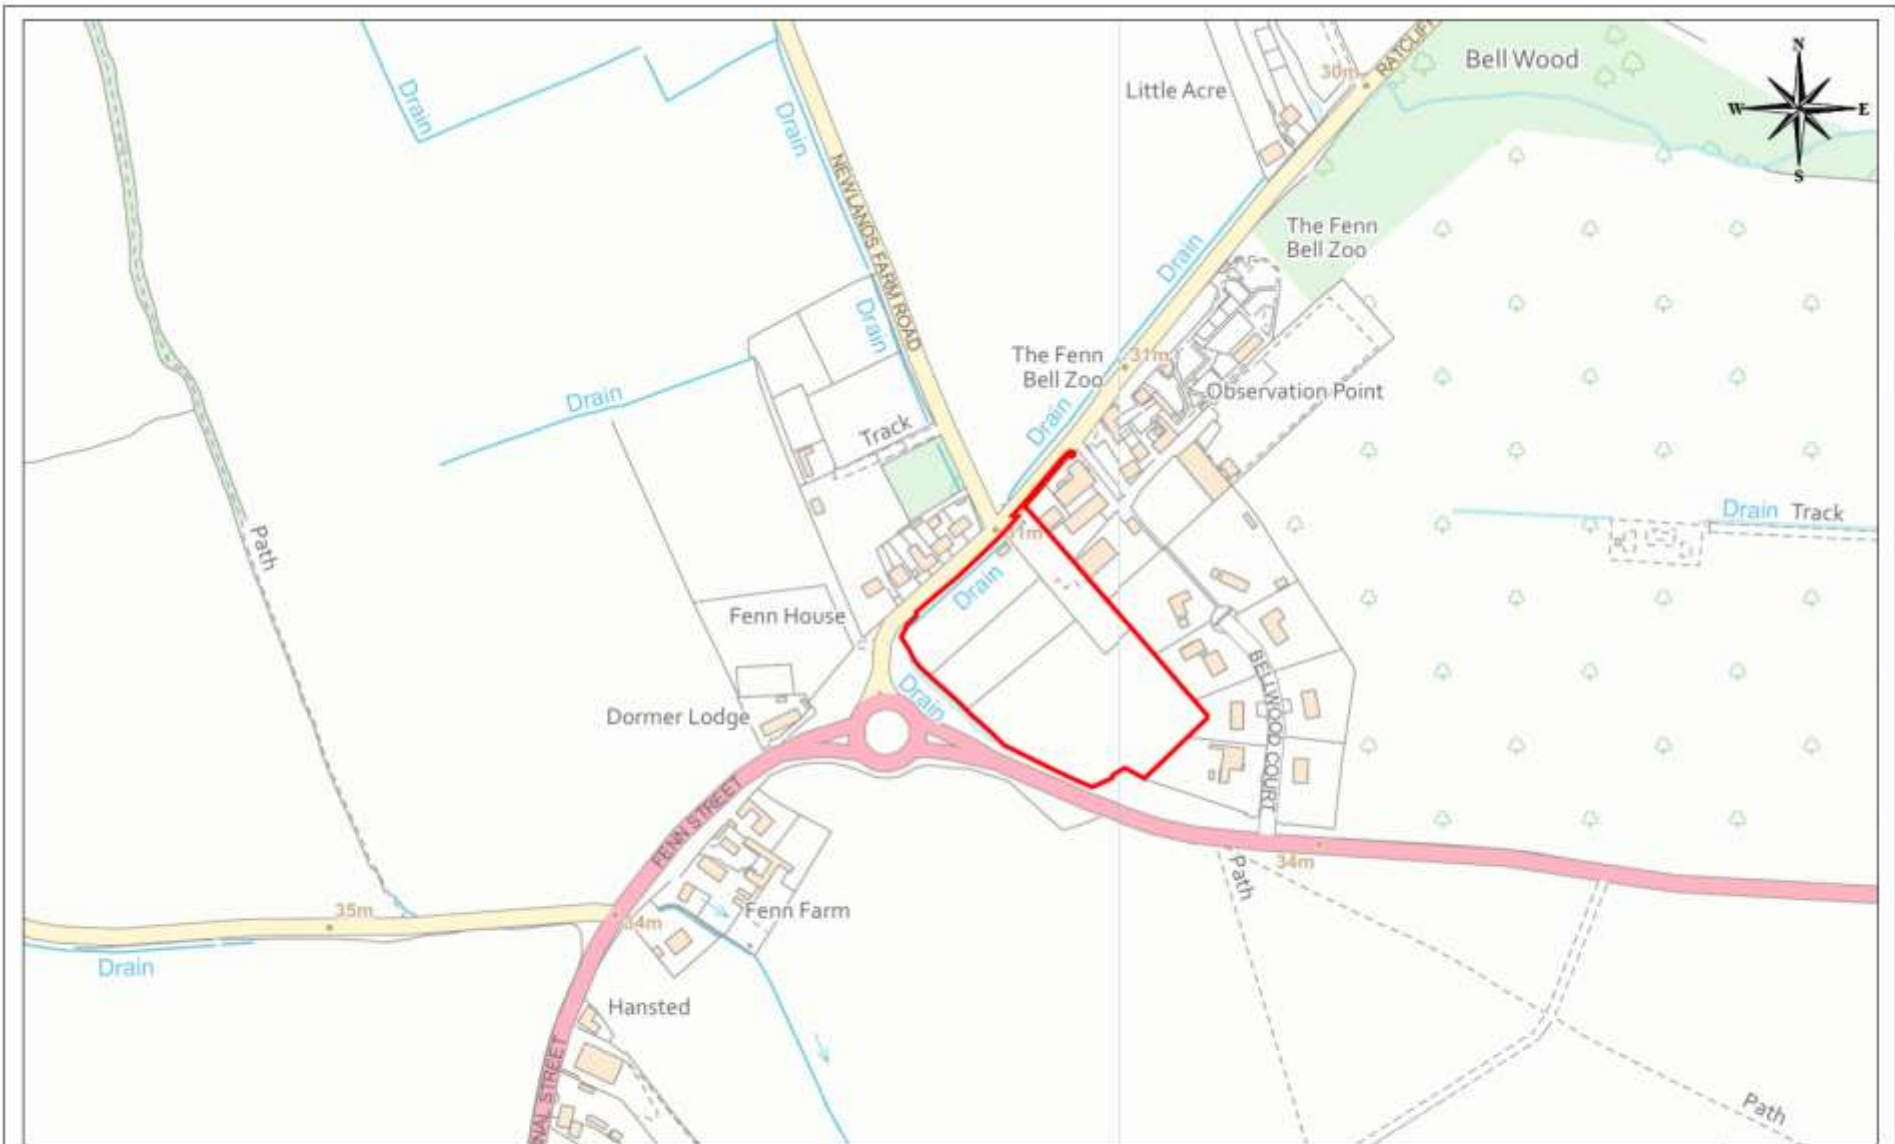 N
W
E
S
Bell Wood
RATCLIFF
30m
Little Acre
Drain
Drain
NEWLANDS FARM ROAD
The Fenn
Bell Zoo
Drain
Drain
The Fenn
Bell Zoo
31m
Observation Point
Drain
Drain
Track
Drain
Track
Path
1m
Drain
Fenn House
Drain
BELLWOOD COURT
Dormer Lodge
FENN STREET
34m
Path
35m
34m
Fenn Farm
Drain
Hansted
NAL STREET
Path